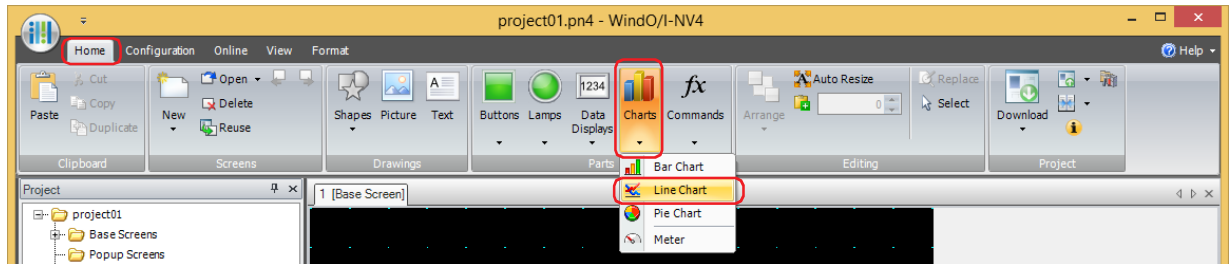 project01.pn4 - WindO/I-NV4
Home Configuration Online View Format Help
Paste
Cut
Copy
Duplicate
Clipboard
New
Open
Delete
Reuse
Screens
Shapes Picture Text
Drawings
1234
Buttons Lamps Data Displays Charts fx Commands
Parts
Arrange
Auto Resize
0
Replace
Select
Editing
Download
Project
Bar Chart
Line Chart
Pie Chart
Meter
Project
1 [Base Screen]
project01
Base Screens
Popup Screens